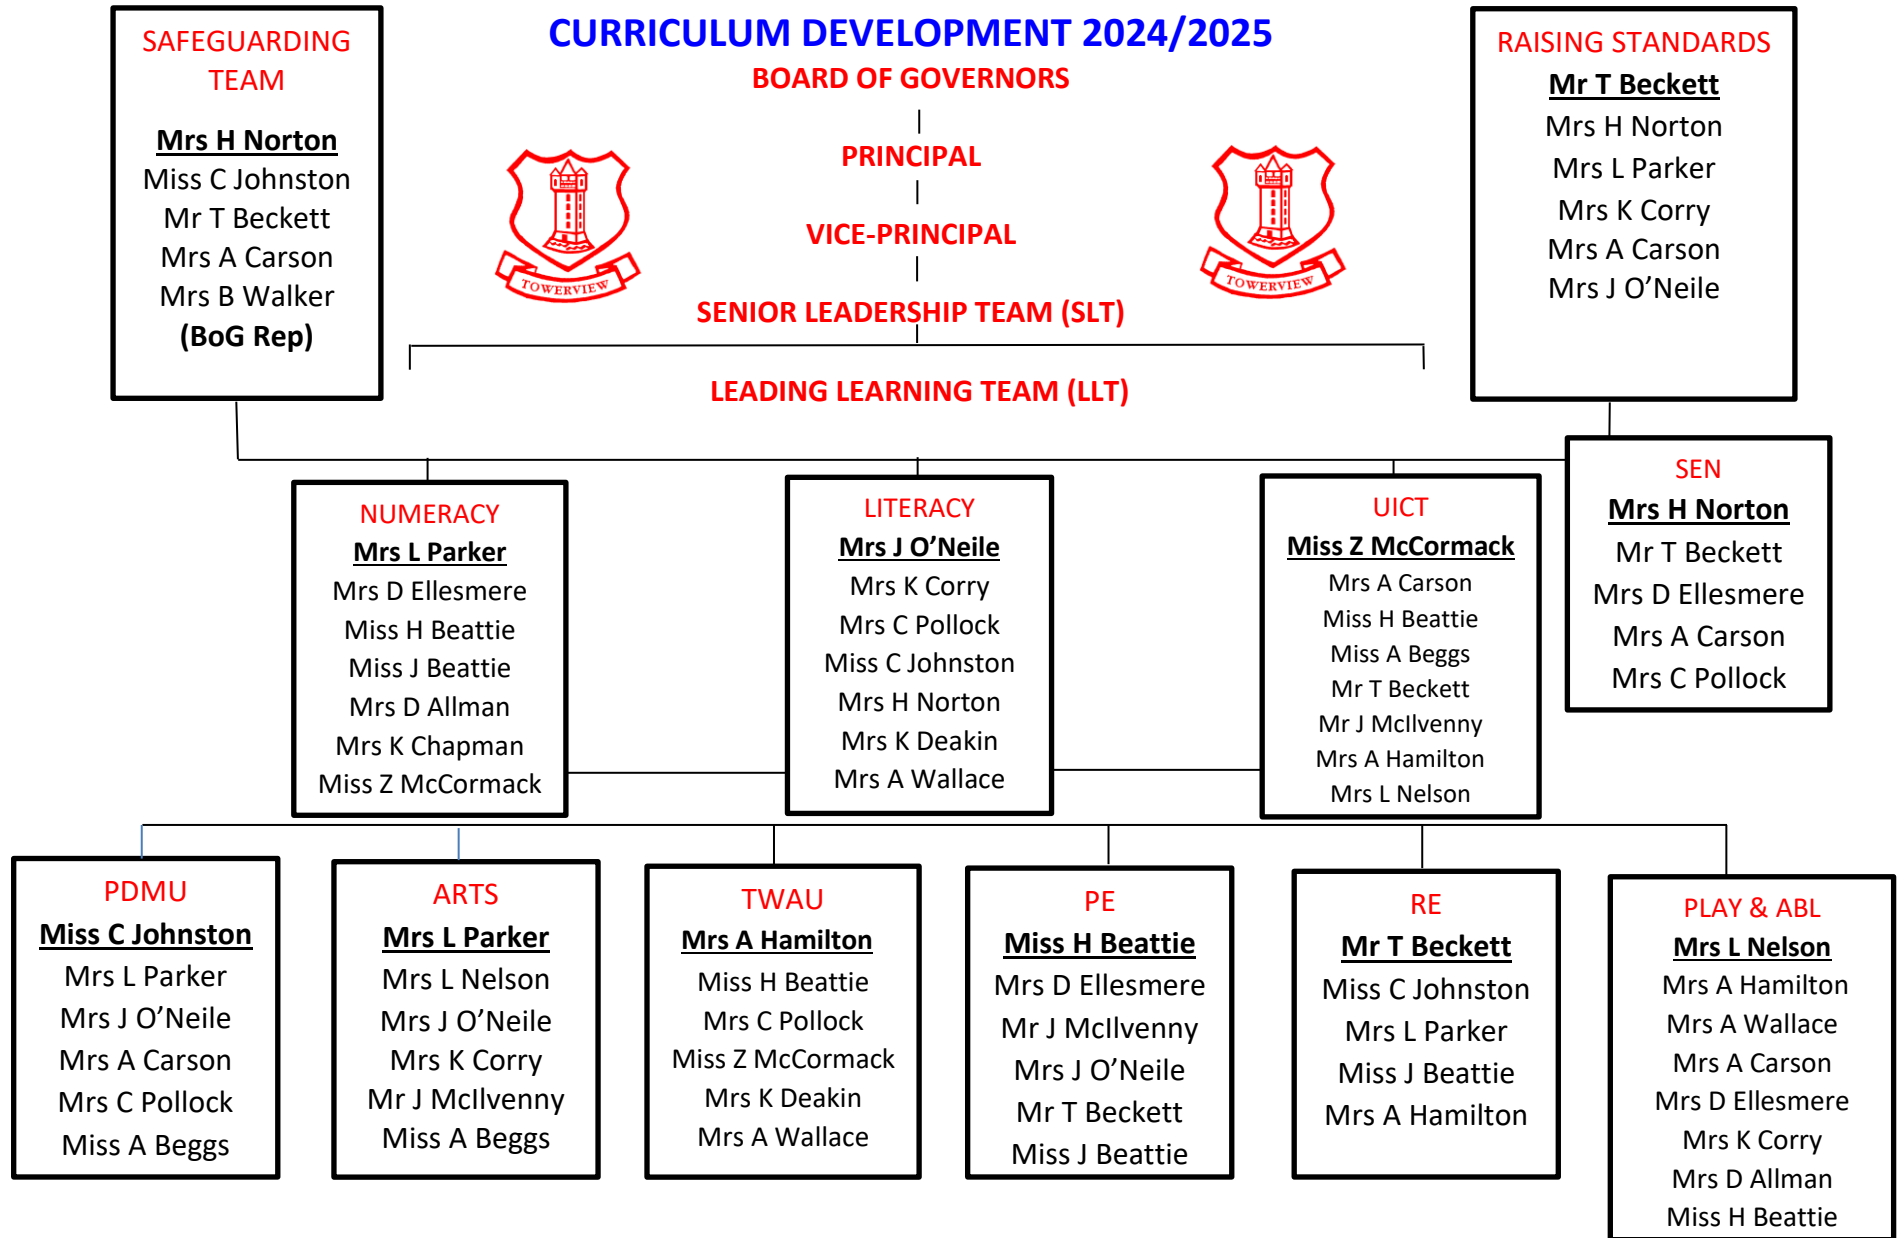 CURRICULUM DEVELOPMENT 2024/2025
BOARD OF GOVERNORS
PRINCIPAL
VICE-PRINCIPAL
SENIOR LEADERSHIP TEAM (SLT)
LEADING LEARNING TEAM (LLT)
TOWERVIEW
TOWERVIEW
SAFEGUARDING
TEAM
Mrs H Norton
Miss C Johnston
Mr T Beckett
Mrs A Carson
Mrs B Walker
(BoG Rep)
RAISING STANDARDS
Mr T Beckett
Mrs H Norton
Mrs L Parker
Mrs K Corry
Mrs A Carson
Mrs J O’Neile
NUMERACY
Mrs L Parker
Mrs D Ellesmere
Miss H Beattie
Miss J Beattie
Mrs D Allman
Mrs K Chapman
Miss Z McCormack
LITERACY
Mrs J O’Neile
Mrs K Corry
Mrs C Pollock
Miss C Johnston
Mrs H Norton
Mrs K Deakin
Mrs A Wallace
UICT
Miss Z McCormack
Mrs A Carson
Miss H Beattie
Miss A Beggs
Mr T Beckett
Mr J McIlvenny
Mrs A Hamilton
Mrs L Nelson
SEN
Mrs H Norton
Mr T Beckett
Mrs D Ellesmere
Mrs A Carson
Mrs C Pollock
PDMU
Miss C Johnston
Mrs L Parker
Mrs J O’Neile
Mrs A Carson
Mrs C Pollock
Miss A Beggs
ARTS
Mrs L Parker
Mrs L Nelson
Mrs J O’Neile
Mrs K Corry
Mr J McIlvenny
Miss A Beggs
TWAU
Mrs A Hamilton
Miss H Beattie
Mrs C Pollock
Miss Z McCormack
Mrs K Deakin
Mrs A Wallace
PE
Miss H Beattie
Mrs D Ellesmere
Mr J McIlvenny
Mrs J O’Neile
Mr T Beckett
Miss J Beattie
RE
Mr T Beckett
Miss C Johnston
Mrs L Parker
Miss J Beattie
Mrs A Hamilton
PLAY & ABL
Mrs L Nelson
Mrs A Hamilton
Mrs A Wallace
Mrs A Carson
Mrs D Ellesmere
Mrs K Corry
Mrs D Allman
Miss H Beattie